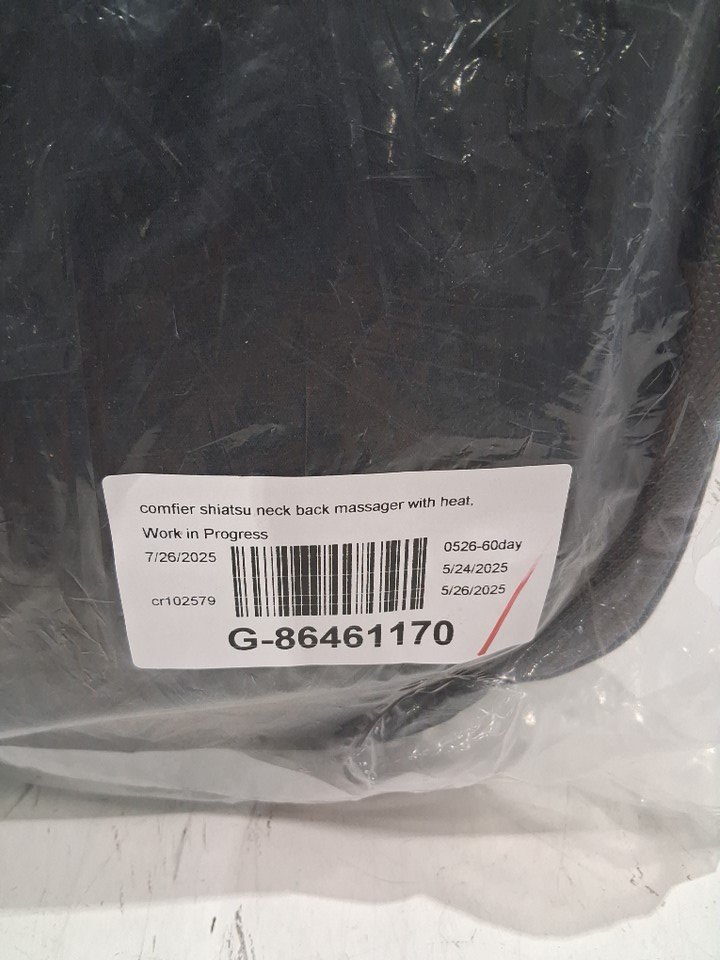 comfier shiatsu neck back massager with heat,
Work in Progress
7/26/2025
0526-60day
5/24/2025
cr102579
5/26/2025
G-86461170